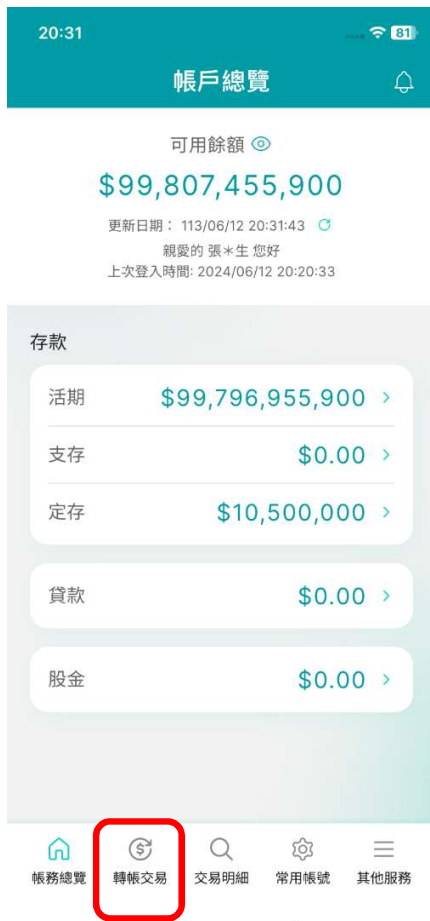 20:31 81
帳戶總覽
可用餘額
$99,807,455,900
更新日期： 113/06/12 20:31:43
親愛的 張＊生 您好
上次登入時間: 2024/06/12 20:20:33
存款
活期 $99,796,955,900
支存 $0.00
定存 $10,500,000
貸款 $0.00
股金 $0.00
帳務總覽 轉帳交易 交易明細 常用帳號 其他服務